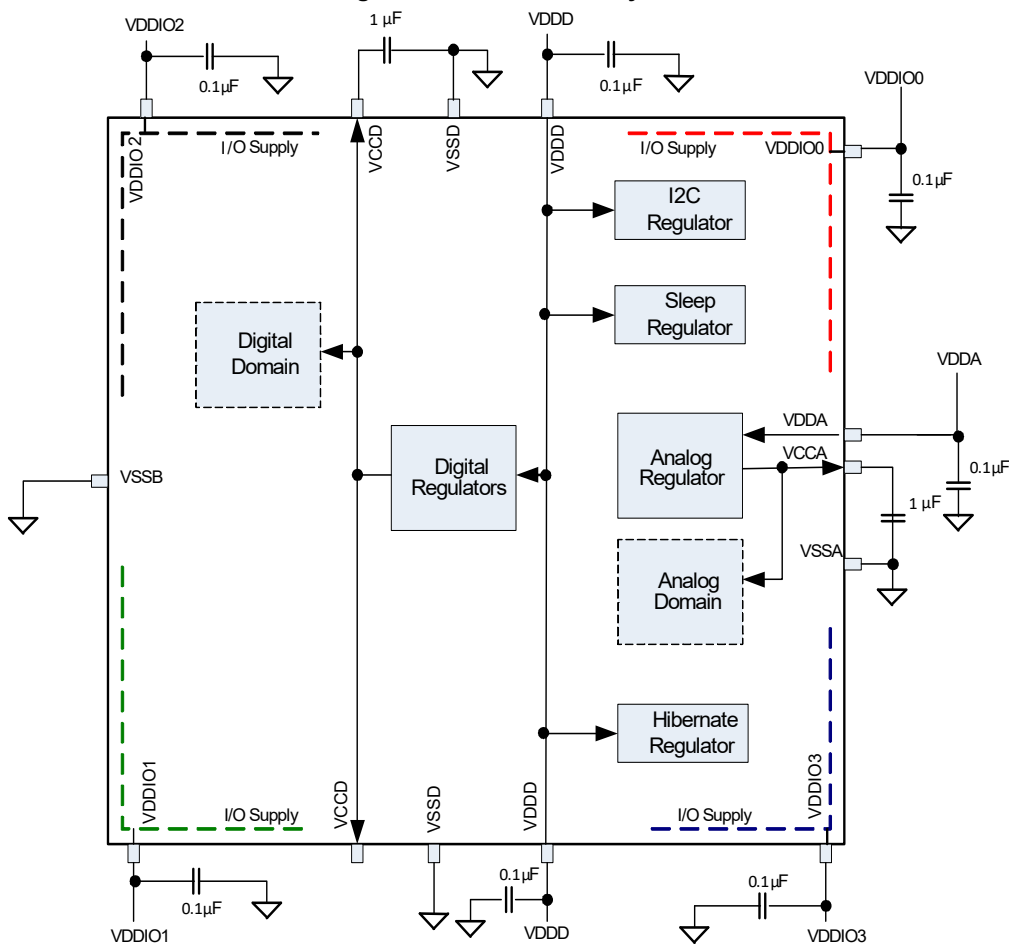 VDDIO2
1 µF
VDDD
0.1µF
0.1µF
VDDIO0
VDDIO2
I/O Supply
VCCD
VSSD
VDDD
I/O Supply
VDDIO0
0.1µF
I2C
Regulator
Sleep
Regulator
Digital
Domain
VDDA
VDDA
Analog
Regulator
VCCA
Digital
Regulators
0.1µF
1 µF
VSSB
VSSA
Analog
Domain
Hibernate
Regulator
VDDIO1
I/O Supply
VCCD
VSSD
VDDD
I/O Supply
VDDIO3
0.1µF
0.1µF
0.1µF
VDDIO1
VDDD
VDDIO3